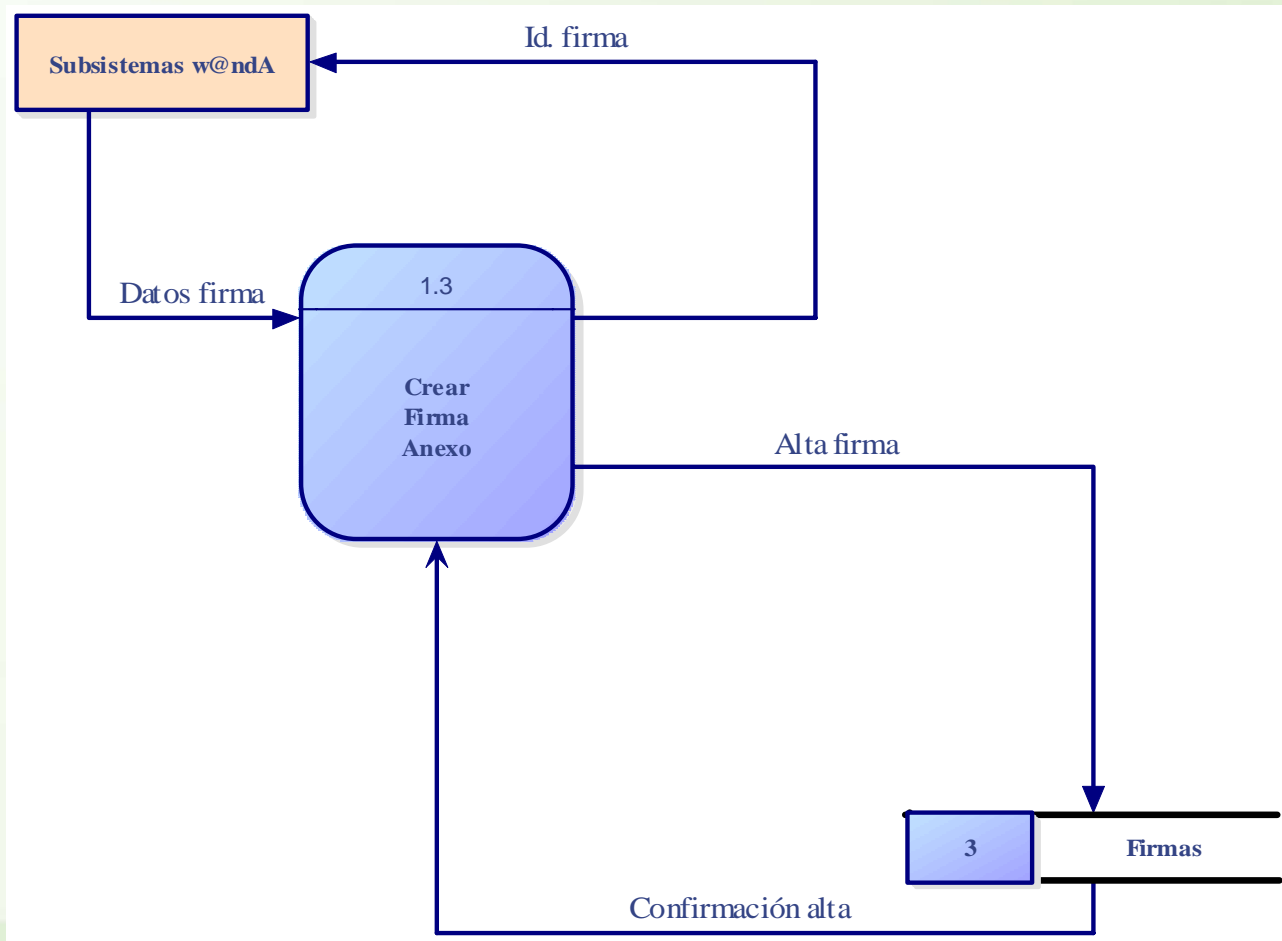 Id. firma
Subsistemas w@ndA
Datos firma
1.3
Crear
Firma
Anexo
Alta firma
3
Firmas
Confirmación alta